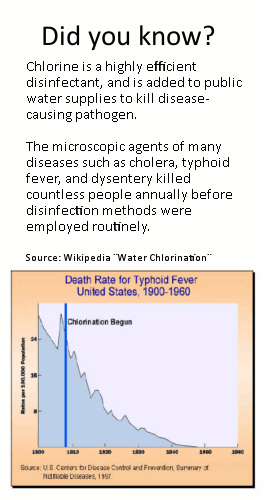 Did you know?
Chlorine is a highly efficient
disinfectant, and is added to public
water supplies to kill disease-
causing pathogen.
The microscopic agents of many
diseases such as cholera, typhoid
fever, and dysentery killed
countless people annually before
disinfection methods were
employed routinely.
Source: Wikipedia ¨Water Chlorination¨
Death Rate for Typhoid Fever
United States, 1900-1960
Chlorination Begun
Rate per 100,000 Population
24
16
8
1900 1910 1920 1930 1940 1950 1960
Source: U.S. Centers for Disease Control and Prevention, Summary of
Notifiable Diseases, 1997.